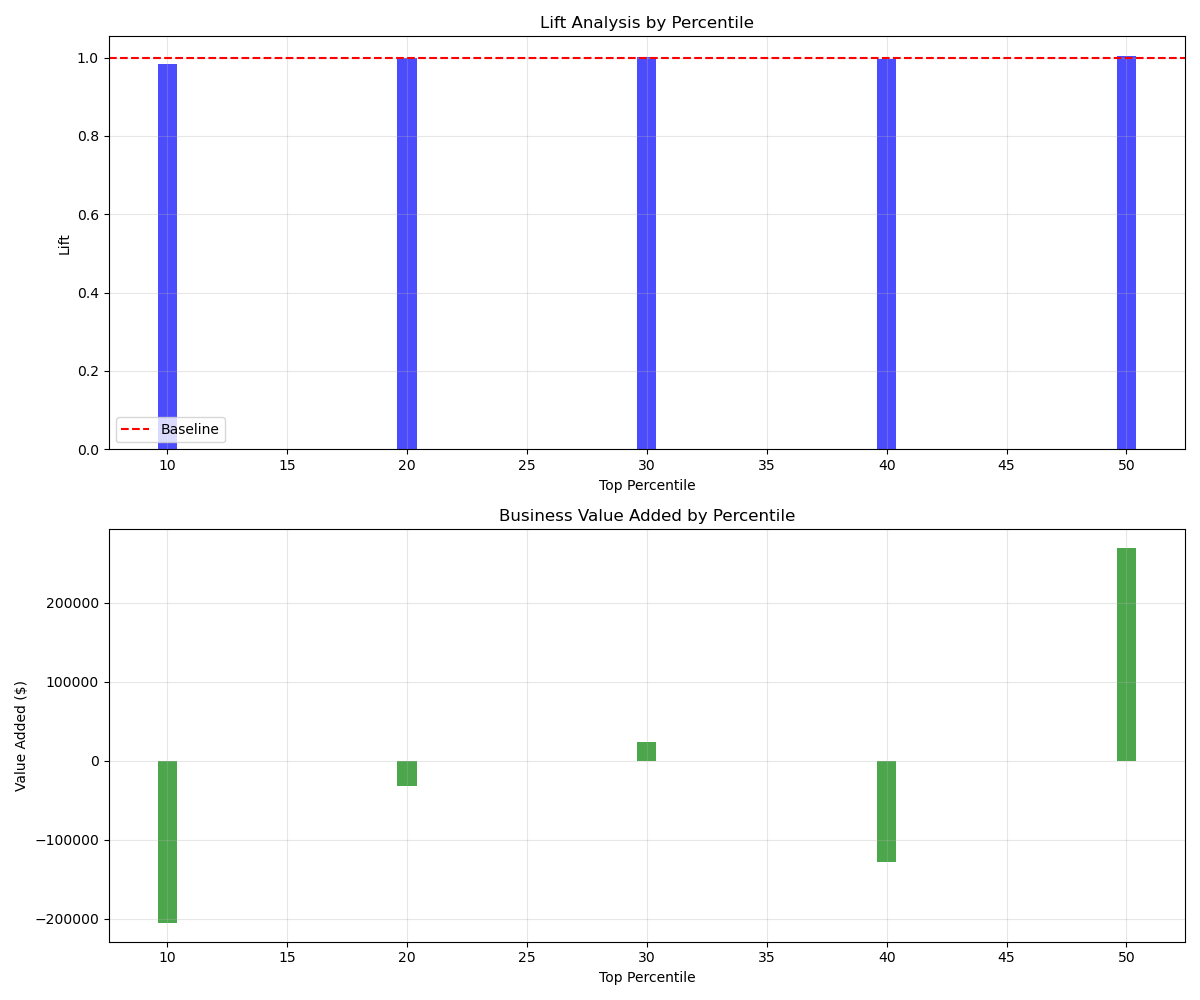 Lift Analysis by Percentile
1.0
0.8
0.6
0.4
0.2
0.0
Lift
Baseline
10 15 20 25 30 35 40 45 50
Top Percentile
Business Value Added by Percentile
200000
100000
0
−100000
−200000
Value Added ($)
10 15 20 25 30 35 40 45 50
Top Percentile